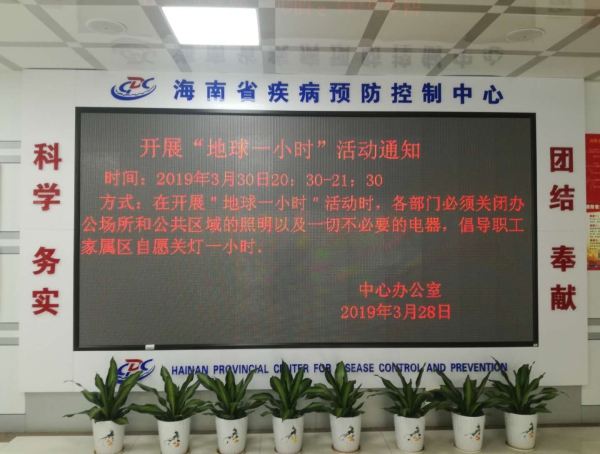 CDC 海南省疾病预防控制中心
科学 务实
开展“地球一小时”活动通知
时间：2019年3月30日20：30-21：30
方式：在开展＂地球一小时＂活动时，各部门必须关闭办
公场所和公共区域的照明以及一切不必要的电器，倡导职工
家属区自愿关灯一小时．
中心办公室
2019年3月28日
团结 奉献
CDC HAINAN PROVINCIAL CENTER FOR DISEASE CONTROL AND PREVENTION